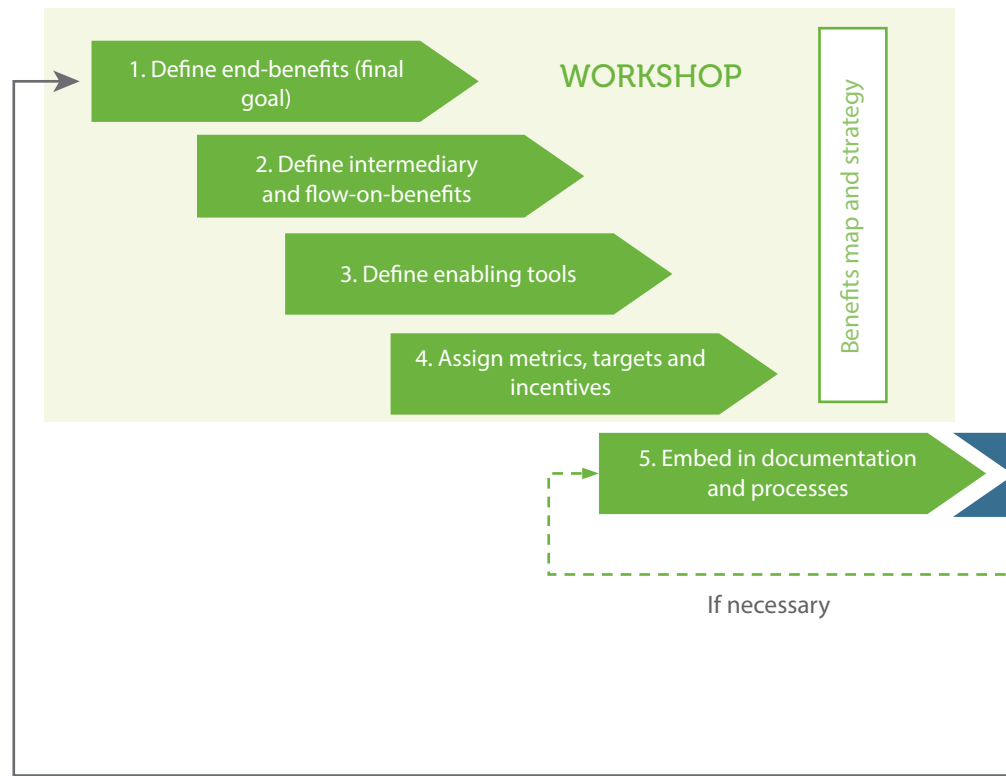 1. Define end-benefits (final
goal)
WORKSHOP
2. Define intermediary
and flow-on-benefits
3. Define enabling tools
4. Assign metrics, targets and
incentives
Benefits map and strategy
5. Embed in documentation
and processes
If necessary